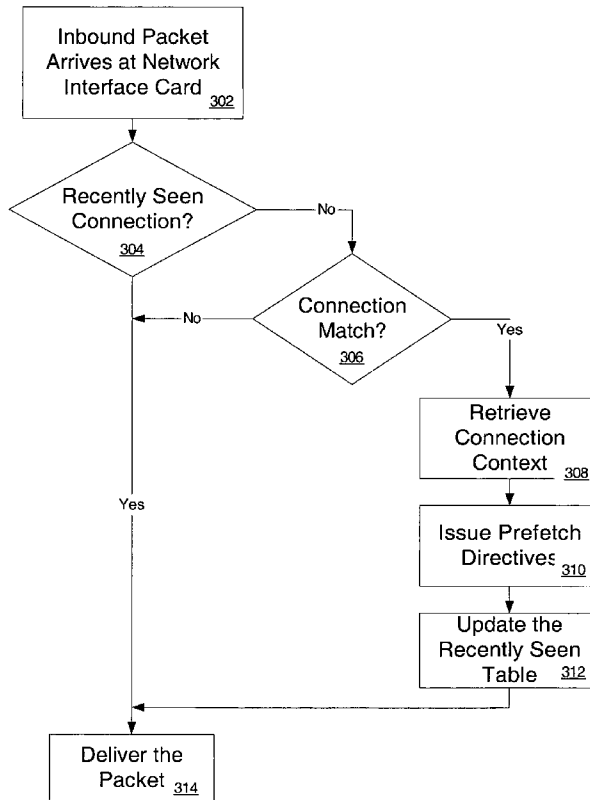 Inbound Packet
Arrives at Network
Interface Card
302
Recently Seen
Connection?
304
No
Connection
Match?
306
No
Yes
Retrieve
Connection
Context
308
Yes
Issue Prefetch
Directives
310
Update the
Recently Seen
Table
312
Deliver the
Packet
314